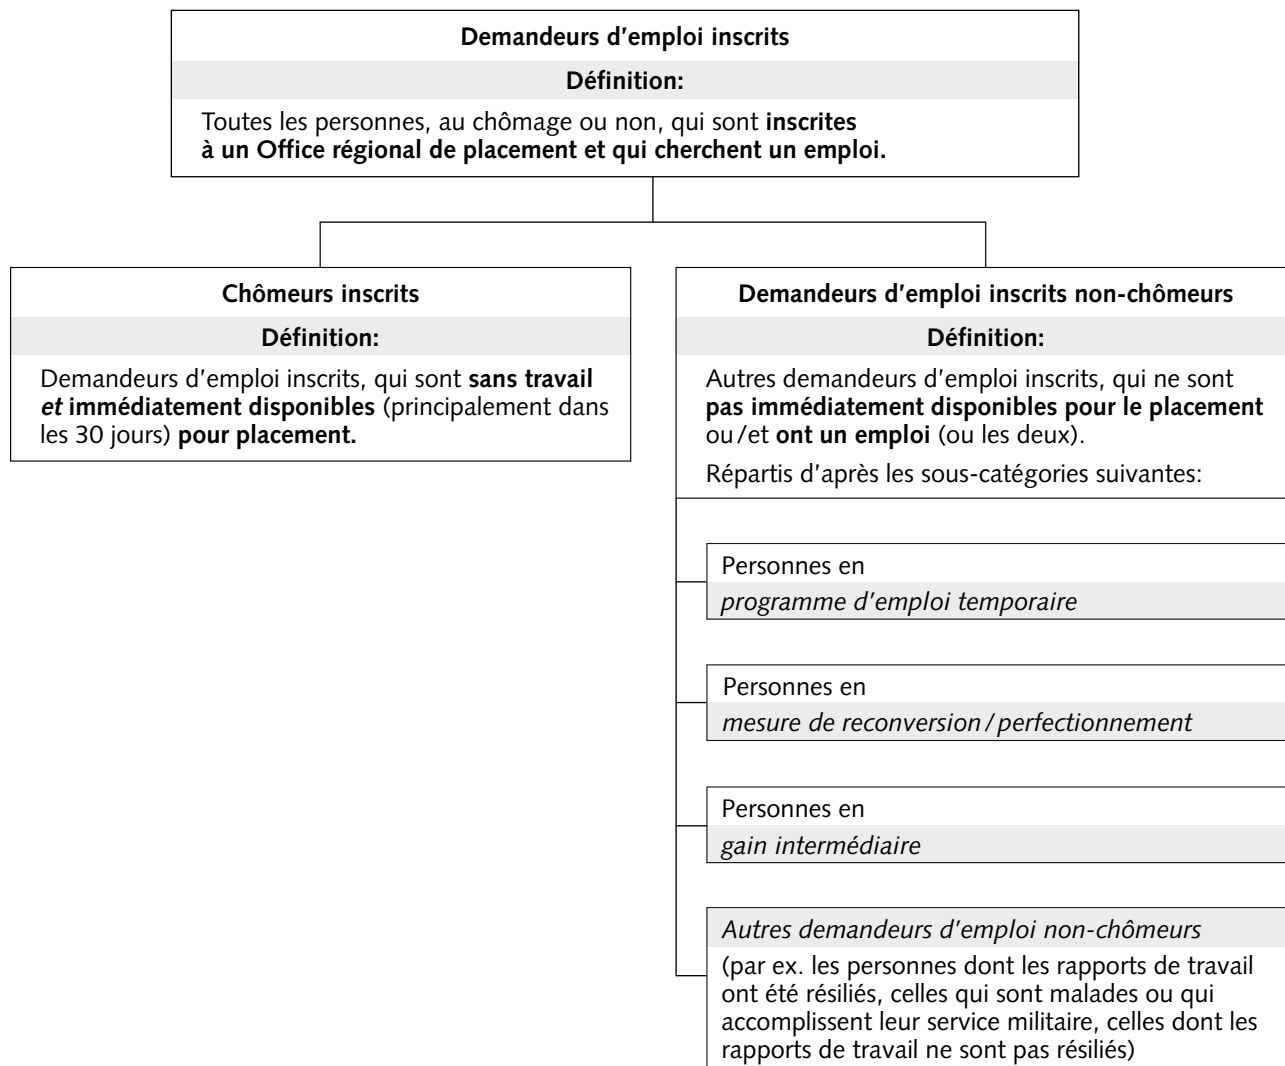 Demandeurs d'emploi inscrits
Définition:
Toutes les personnes, au chômage ou non, qui sont inscrites
à un Office régional de placement et qui cherchent un emploi.
Chômeurs inscrits
Définition:
Demandeurs d'emploi inscrits, qui sont sans travail
et immédiatement disponibles (principalement dans
les 30 jours) pour placement.
Demandeurs d'emploi inscrits non-chômeurs
Définition:
Autres demandeurs d'emploi inscrits, qui ne sont
pas immédiatement disponibles pour le placement
ou/et ont un emploi (ou les deux).
Répartis d'après les sous-catégories suivantes:
Personnes en
programme d'emploi temporaire
Personnes en
mesure de reconversion/perfectionnement
Personnes en
gain intermédiaire
Autres demandeurs d'emploi non-chômeurs
(par ex. les personnes dont les rapports de travail
ont été résiliés, celles qui sont malades ou qui
accomplissent leur service militaire, celles dont les
rapports de travail ne sont pas résiliés)